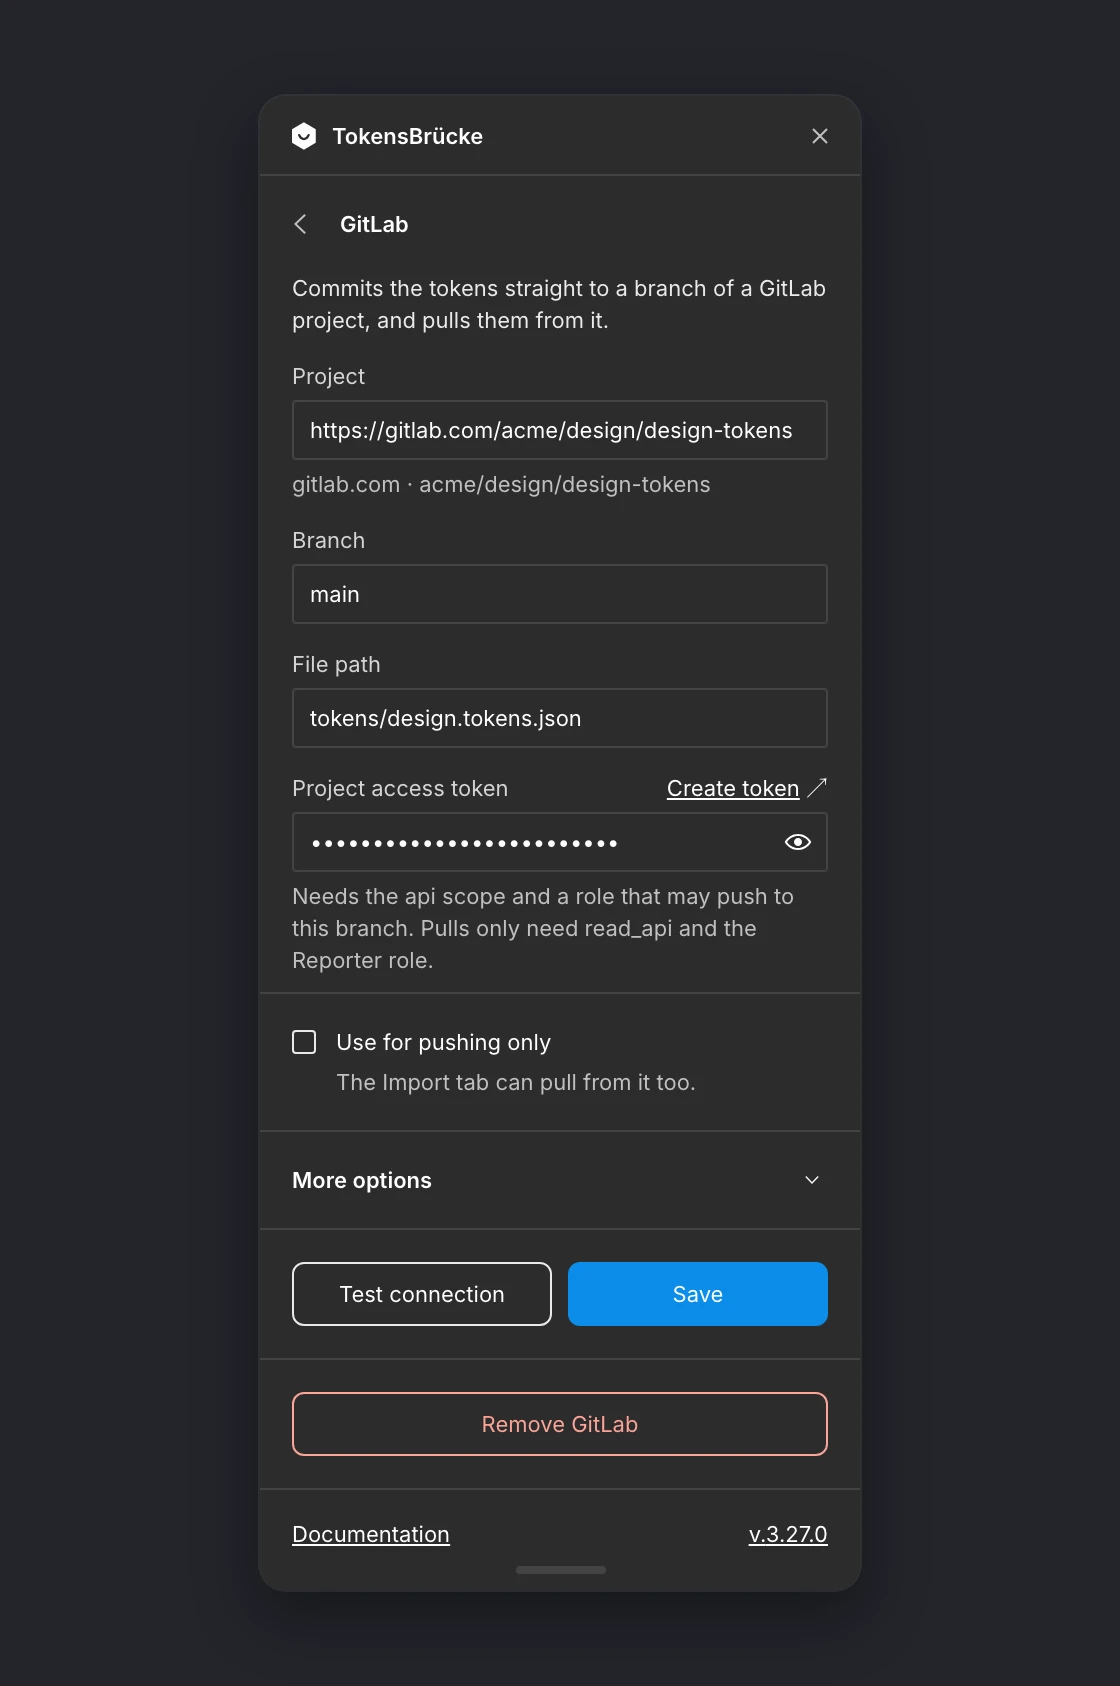 TokensBrücke
GitLab
Commits the tokens straight to a branch of a GitLab
project, and pulls them from it.
Project
https://gitlab.com/acme/design/design-tokens
gitlab.com · acme/design/design-tokens
Branch
main
File path
tokens/design.tokens.json
Project access token
Create token
•••••••••••••••••••••••••
Needs the api scope and a role that may push to
this branch. Pulls only need read_api and the
Reporter role.
Use for pushing only
The Import tab can pull from it too.
More options
Test connection
Save
Remove GitLab
Documentation
v.3.27.0